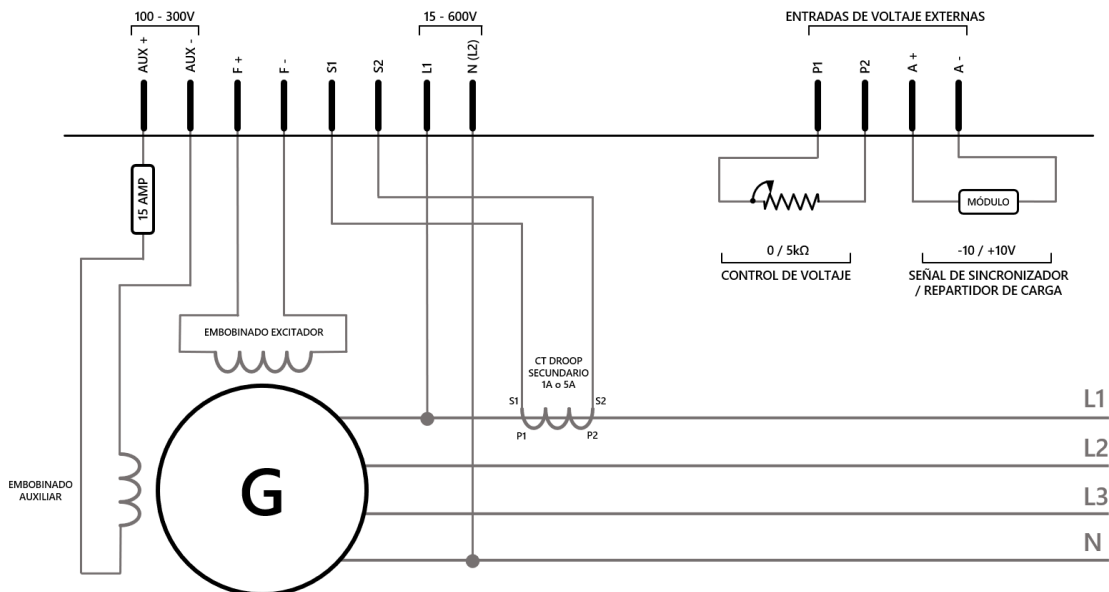 100 - 300V
15 - 600V
ENTRADAS DE VOLTAJE EXTERNAS
AUX +
AUX -
F +
F -
S1
S2
L1
N (L2)
P1
P2
A +
A -
15 AMP
MÓDULO
0 / 5kΩ
CONTROL DE VOLTAJE
-10 / +10V
SEÑAL DE SINCRONIZADOR
/ REPARTIDOR DE CARGA
EMBOBINADO EXCITADOR
CT DROOP
SECUNDARIO
1A o 5A
S1
S2
P1
P2
L1
L2
L3
N
EMBOBINADO
AUXILIAR
G